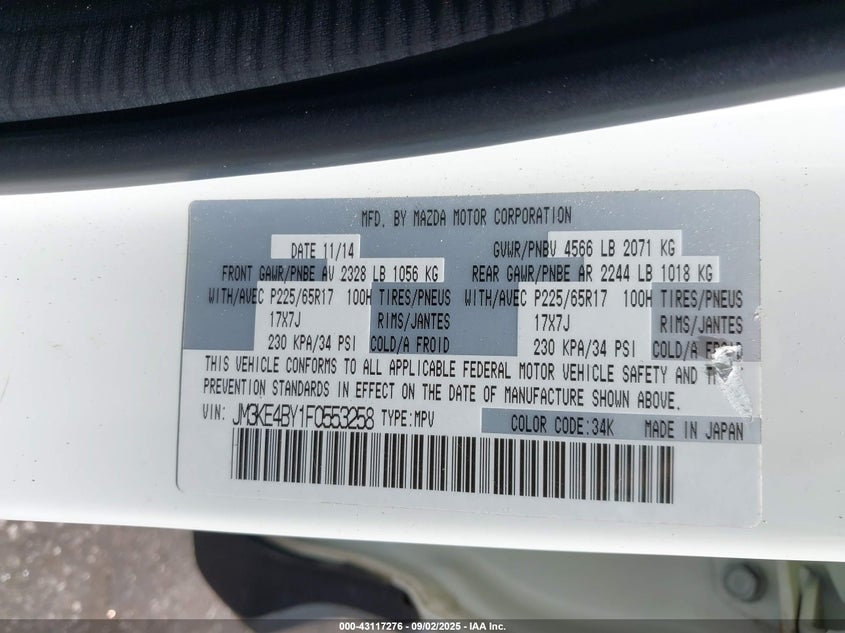 MFD. BY MAZDA MOTOR CORPORATION
DATE 11/14 GVWR/PNBV 4566 LB 2071 KG
FRONT GAWR/PNBE AV 2328 LB 1056 KG REAR GAWR/PNBE AR 2244 LB 1018 KG
WITH/AVEC P225/65R17 100H TIRES/PNEUS WITH/AVEC P225/65R17 100H TIRES/PNEUS
17X7J RIMS/JANTES 17X7J RIMS/JANTES
230 KPA/34 PSI COLD/A FROID 230 KPA/34 PSI COLD/A FROID
THIS VEHICLE CONFORMS TO ALL APPLICABLE FEDERAL MOTOR VEHICLE SAFETY AND
PREVENTION STANDARDS IN EFFECT ON THE DATE OF MANUFACTURE SHOWN ABOVE.
VIN: JM3KE4BY1F0553258 TYPE:MPV COLOR CODE:34K MADE IN JAPAN
000-43117276 - 09/02/2025 - IAA Inc.